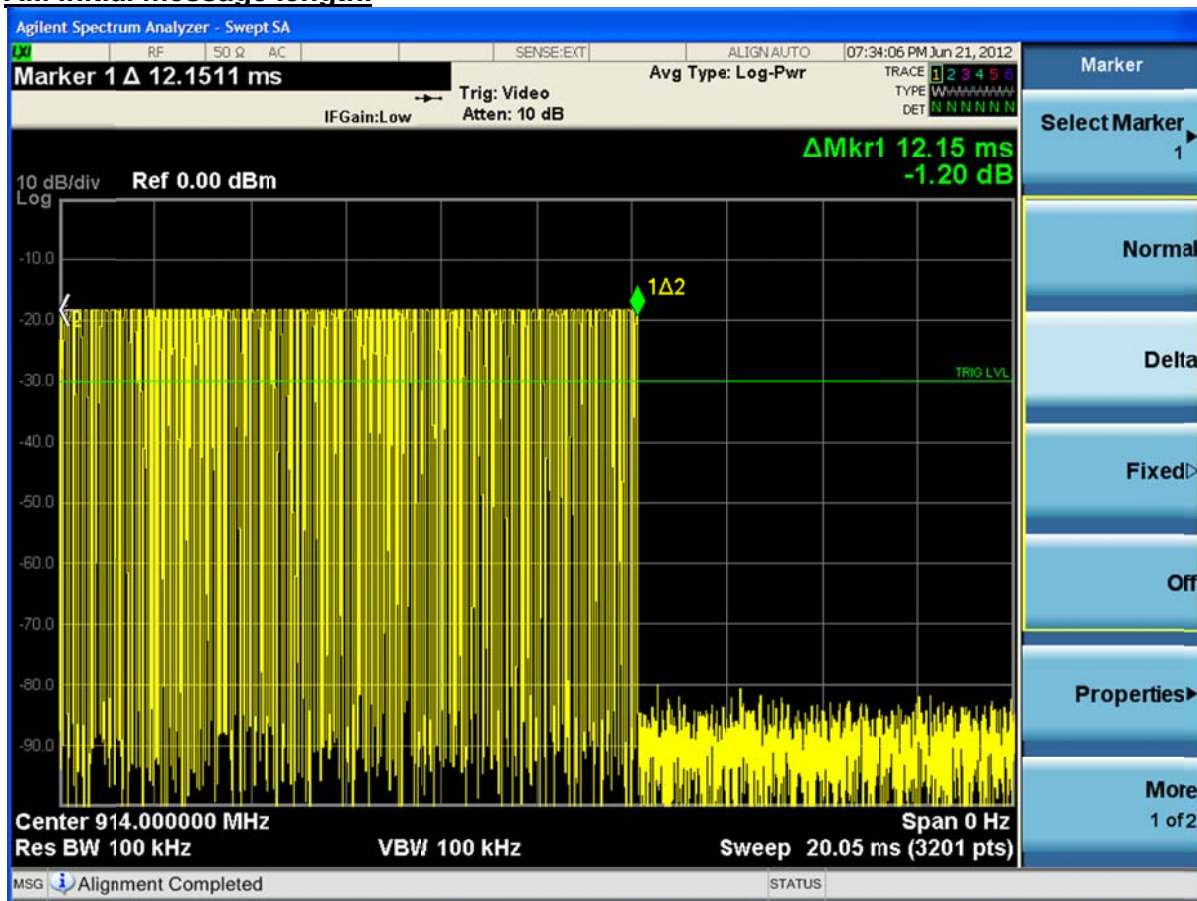 Agilent Spectrum Analyzer - Swept SA
LXI RF 50 Ω AC SENSE:EXT ALIGN AUTO 07:34:06 PM Jun 21, 2012
Marker 1 Δ 12.1511 ms
Trig: Video
IFGain:Low Atten: 10 dB
Avg Type: Log-Pwr
TRACE 1 2 3 4 5 6
TYPE WWWWWW
DET N N N N N N
ΔMkr1 12.15 ms
-1.20 dB
10 dB/div Ref 0.00 dBm
Log
-10.0
1Δ2
-20.0
2
-30.0
TRIG LVL
-40.0
-50.0
-60.0
-70.0
-80.0
-90.0
Center 914.000000 MHz Span 0 Hz
Res BW 100 kHz VBW 100 kHz Sweep 20.05 ms (3201 pts)
MSG Alignment Completed STATUS
Marker
Select Marker
1
Normal
Delta
Fixed
Off
Properties
More
1 of 2